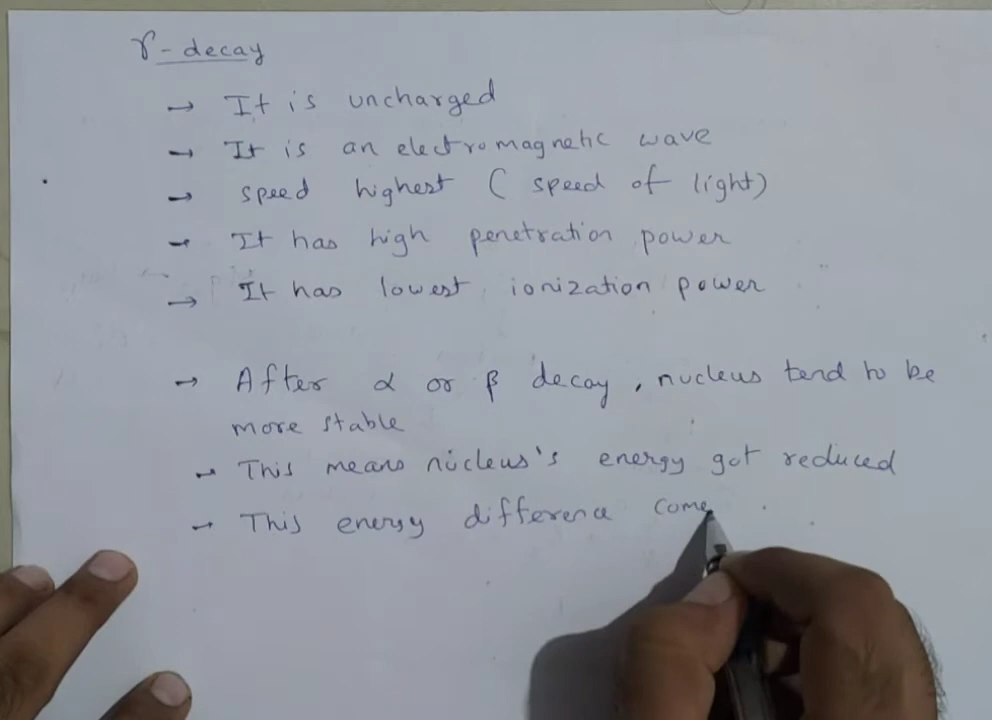 γ-decay
→ It is uncharged
→ It is an electromagnetic wave
→ speed highest ( speed of light)
→ It has high penetration power
→ It has lowest ionization power
→ After α or β decay, nucleus tend to be
more stable
→ This means nucleus's energy got reduced
→ This energy difference come